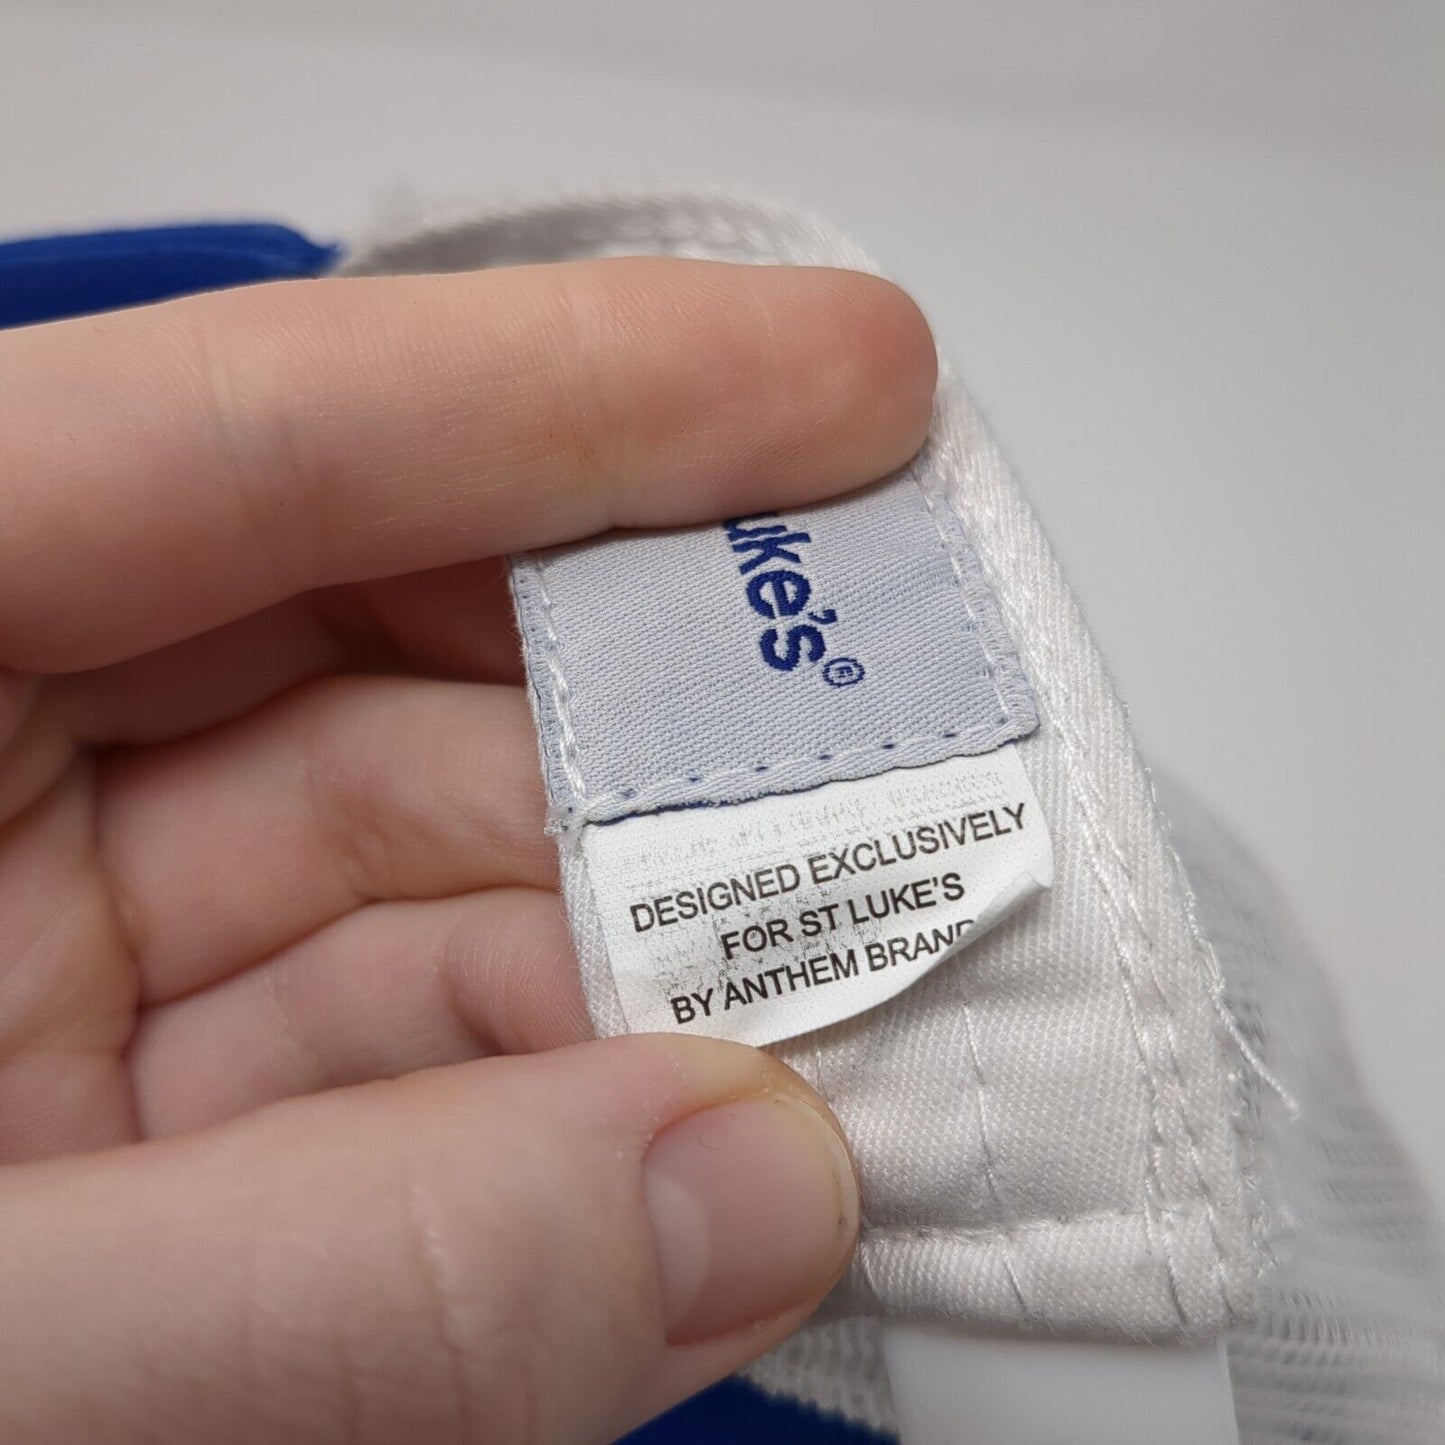 uke's®
DESIGNED EXCLUSIVELY
FOR ST LUKE'S
BY ANTHEM BRAND